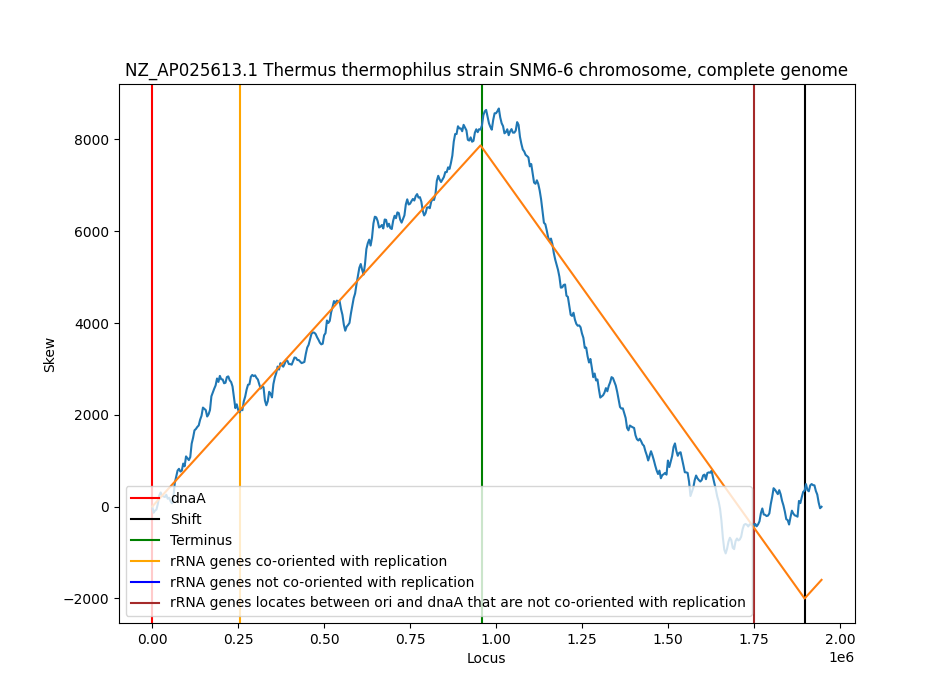 NZ_AP025613.1 Thermus thermophilus strain SNM6-6 chromosome, complete genome
8000
6000
4000
2000
0
−2000
Skew
dnaA
Shift
Terminus
rRNA genes co-oriented with replication
rRNA genes not co-oriented with replication
rRNA genes locates between ori and dnaA that are not co-oriented with replication
0.00 0.25 0.50 0.75 1.00 1.25 1.50 1.75 2.00
Locus
1e6